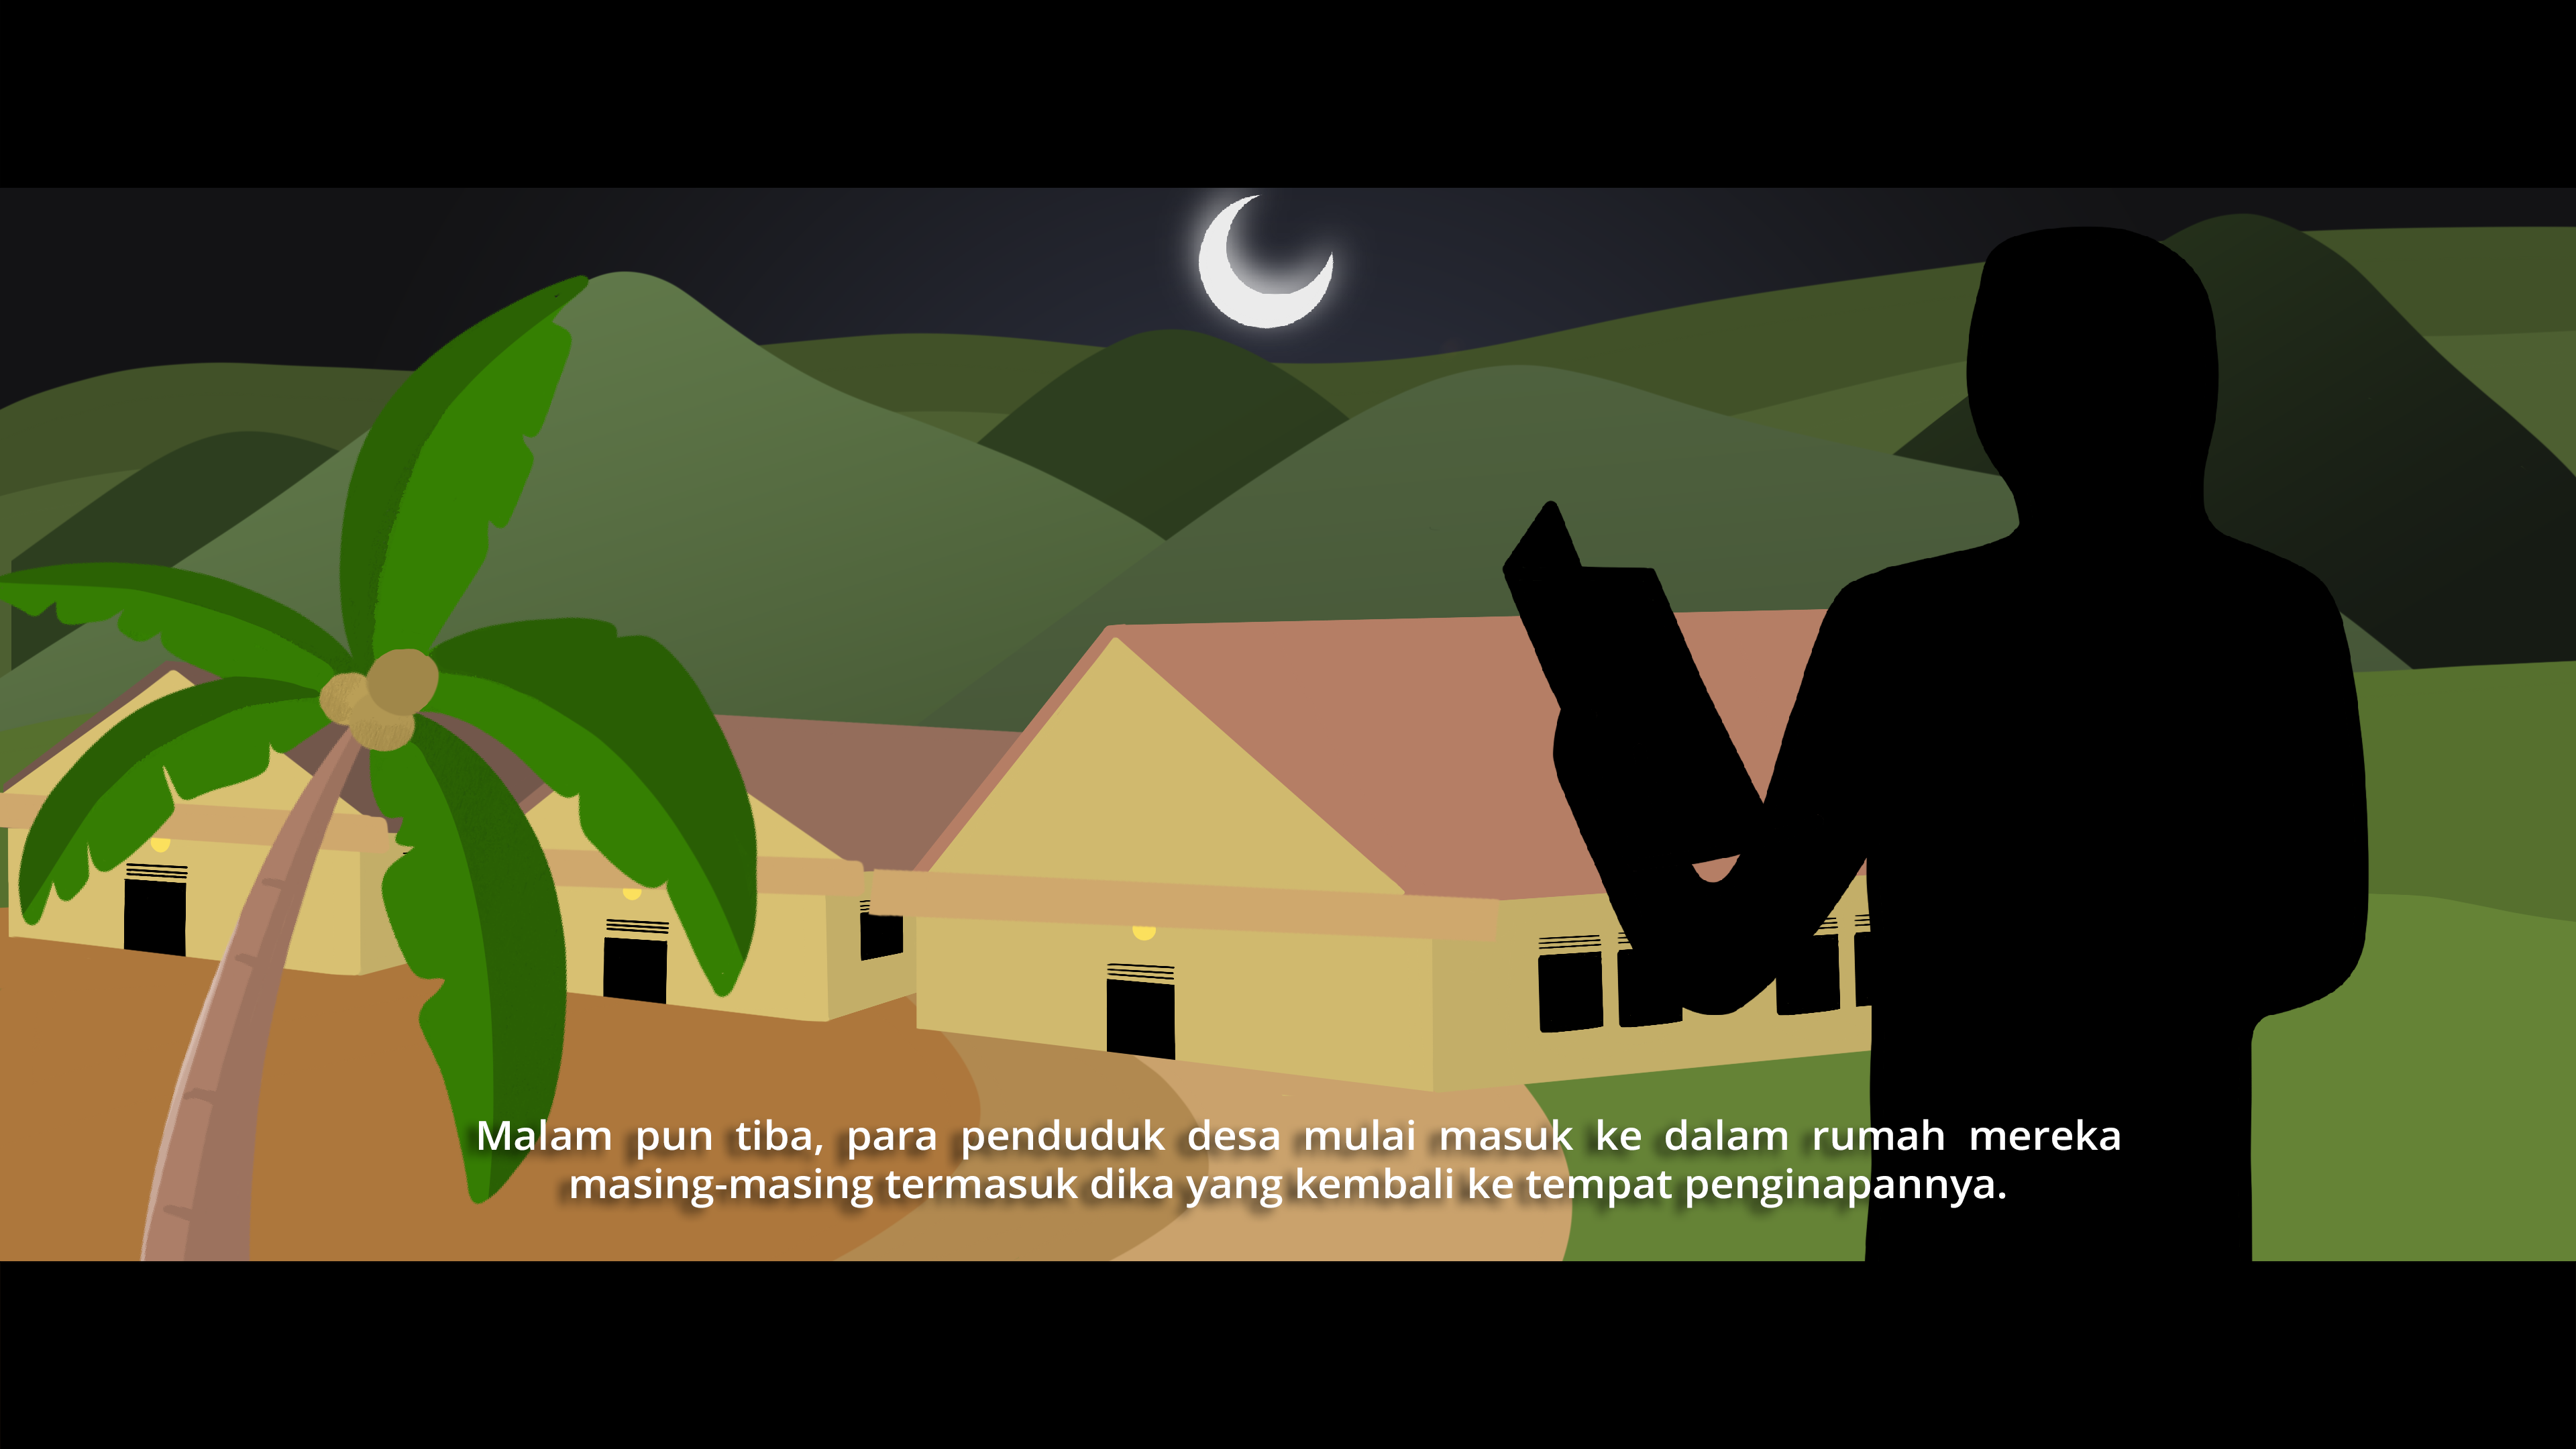 Malam pun tiba, para penduduk desa mulai masuk ke dalam rumah mereka
masing-masing termasuk dika yang kembali ke tempat penginapannya.